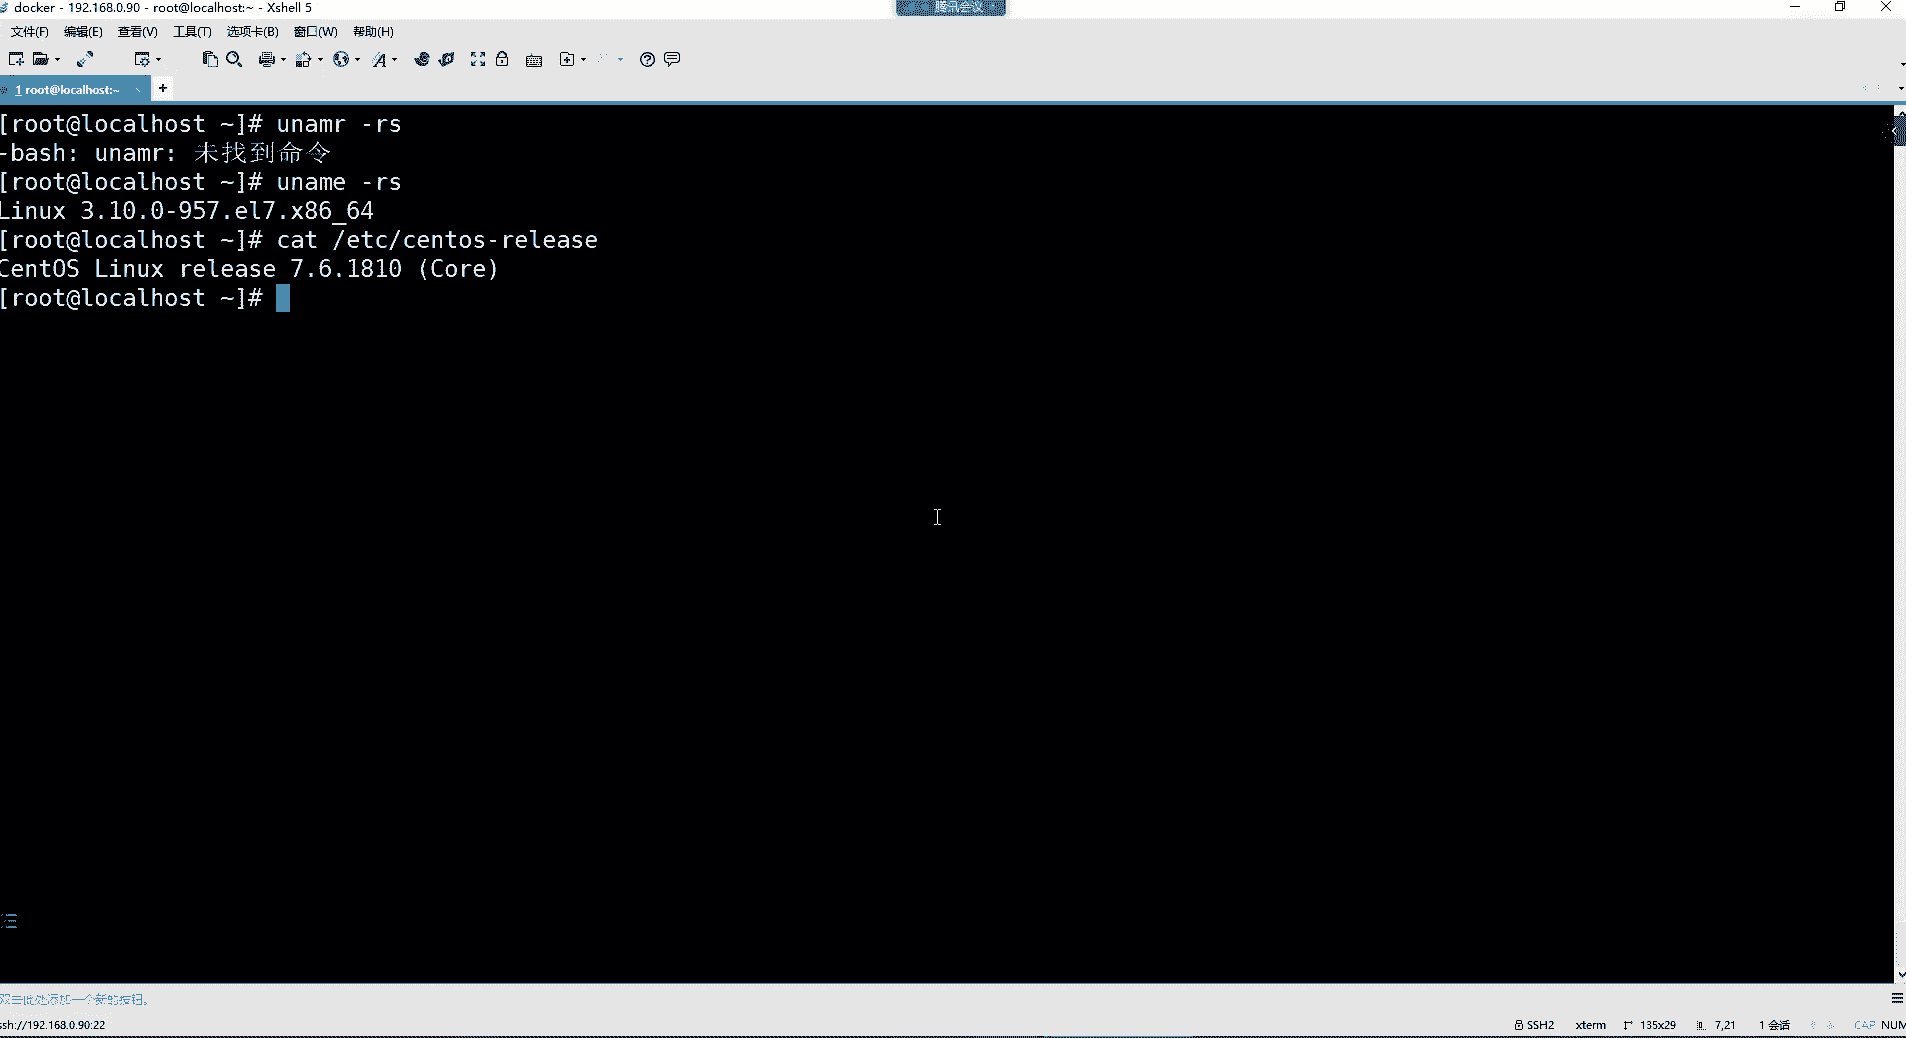 docker - 192.168.0.90 - root@localhost:~ - Xshell 5
腾讯会议
文件(F) 编辑(E) 查看(V) 工具(T) 选项卡(B) 窗口(W) 帮助(H)
1 root@localhost:~
[root@localhost ~]# unamr -rs
-bash: unamr: 未找到命令
[root@localhost ~]# uname -rs
Linux 3.10.0-957.el7.x86_64
[root@localhost ~]# cat /etc/centos-release
CentOS Linux release 7.6.1810 (Core)
[root@localhost ~]#
双击此处添加一个新的按钮。
ssh://192.168.0.90:22 SSH2 xterm 135x29 7,21 1 会话 CAP NUM